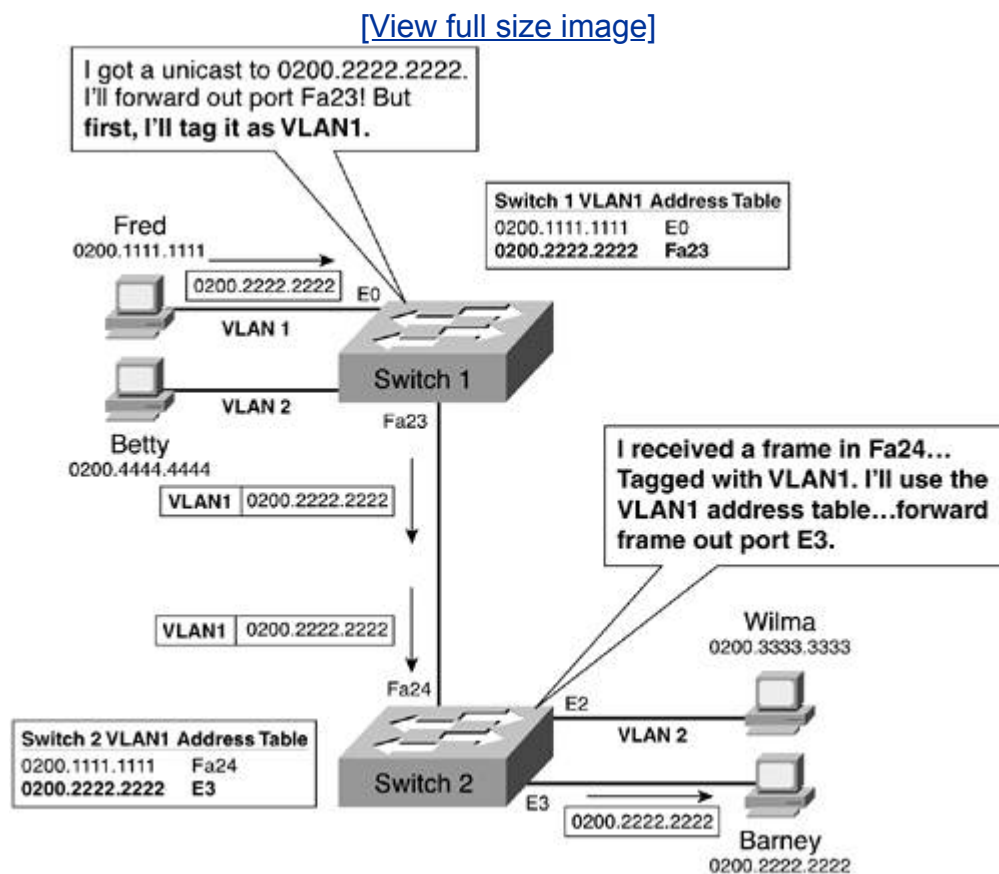 [View full size image]
I got a unicast to 0200.2222.2222.
I'll forward out port Fa23! But
first, I'll tag it as VLAN1.
Switch 1 VLAN1 Address Table
0200.1111.1111 E0
0200.2222.2222 Fa23
Fred
0200.1111.1111
0200.2222.2222
E0
VLAN 1
Switch 1
VLAN 2
Fa23
Betty
0200.4444.4444
VLAN1 0200.2222.2222
I received a frame in Fa24...
Tagged with VLAN1. I'll use the
VLAN1 address table...forward
frame out port E3.
VLAN1 0200.2222.2222
Wilma
0200.3333.3333
Fa24
E2
VLAN 2
Switch 2 VLAN1 Address Table
0200.1111.1111 Fa24
0200.2222.2222 E3
Switch 2
E3
0200.2222.2222
Barney
0200.2222.2222